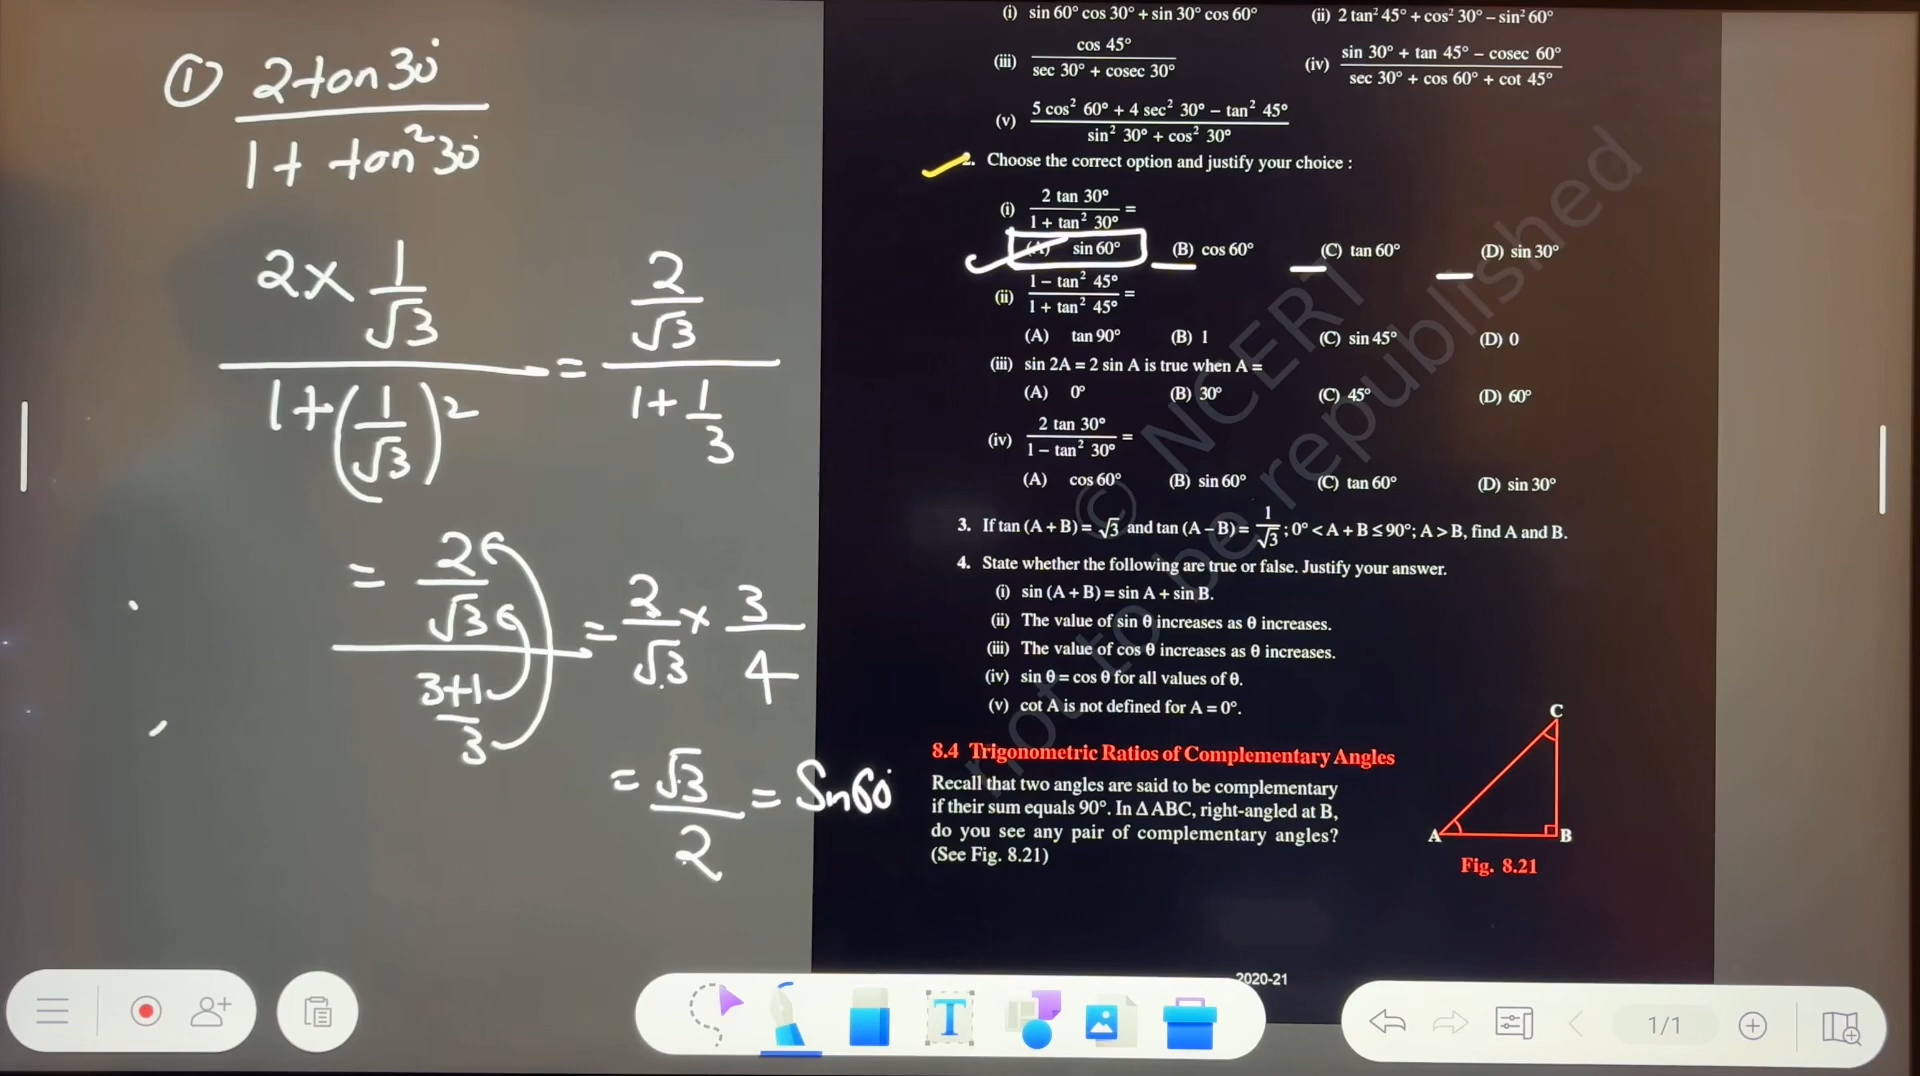 ① 2 tan 30°
1 + tan² 30°
2 × 1/√3 = 2/√3
1 + (1/√3)² 1 + 1/3
= 2/√3 = 2/√3 × 3/4
3+1/3
= √3/2 = Sin60°
(i) sin 60° cos 30° + sin 30° cos 60° (ii) 2 tan² 45° + cos² 30° – sin² 60°
(iii) cos 45° / sec 30° + cosec 30° (iv) sin 30° + tan 45° – cosec 60° / sec 30° + cos 60° + cot 45°
(v) 5 cos² 60° + 4 sec² 30° – tan² 45° / sin² 30° + cos² 30°
2. Choose the correct option and justify your choice :
(i) 2 tan 30° / 1 + tan² 30° =
(A) sin 60° (B) cos 60° (C) tan 60° (D) sin 30°
(ii) 1 – tan² 45° / 1 + tan² 45° =
(A) tan 90° (B) 1 (C) sin 45° (D) 0
(iii) sin 2A = 2 sin A is true when A =
(A) 0° (B) 30° (C) 45° (D) 60°
(iv) 2 tan 30° / 1 – tan² 30° =
(A) cos 60° (B) sin 60° (C) tan 60° (D) sin 30°
3. If tan (A + B) = √3 and tan (A – B) = 1/√3 ; 0° < A + B ≤ 90°; A > B, find A and B.
4. State whether the following are true or false. Justify your answer.
(i) sin (A + B) = sin A + sin B.
(ii) The value of sin θ increases as θ increases.
(iii) The value of cos θ increases as θ increases.
(iv) sin θ = cos θ for all values of θ.
(v) cot A is not defined for A = 0°.
8.4 Trigonometric Ratios of Complementary Angles
Recall that two angles are said to be complementary
if their sum equals 90°. In Δ ABC, right-angled at B,
do you see any pair of complementary angles?
(See Fig. 8.21)
C
A B
Fig. 8.21
© NCERT
not to be republished
2020-21
T
1/1